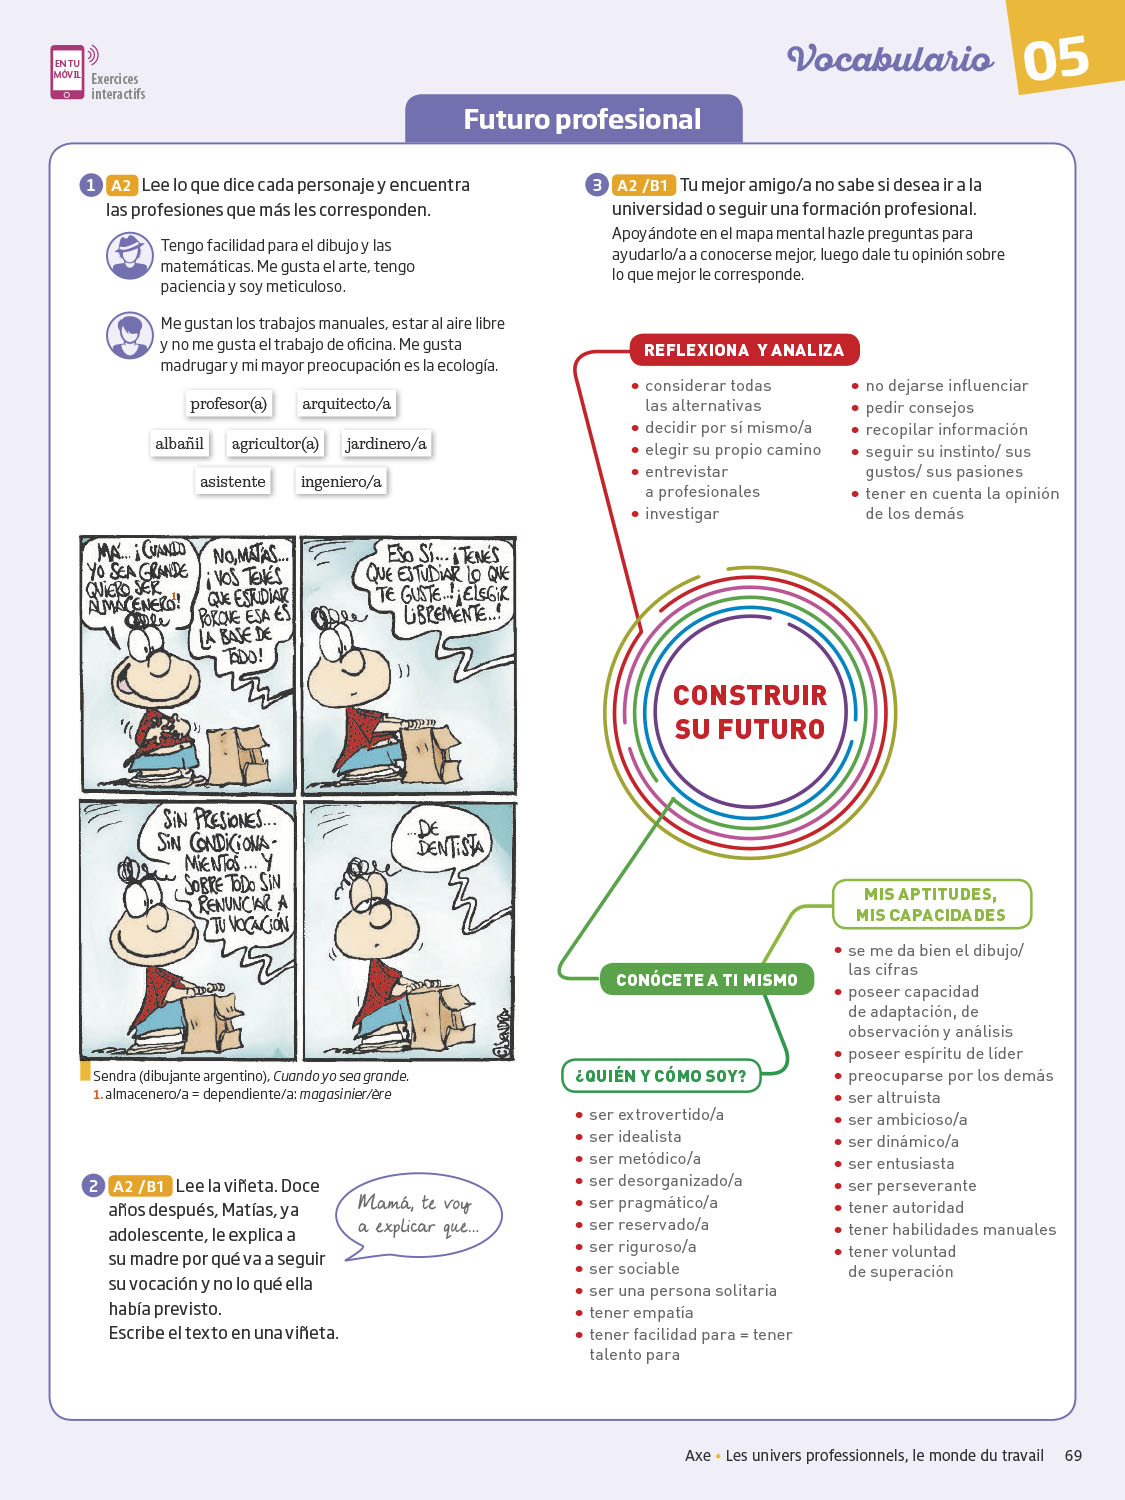 EN TU
MÓVIL
Exercices
interactifs
Vocabulario
05
Futuro profesional
1 A2 Lee lo que dice cada personaje y encuentra
las profesiones que más les corresponden.
Tengo facilidad para el dibujo y las
matemáticas. Me gusta el arte, tengo
paciencia y soy meticuloso.
Me gustan los trabajos manuales, estar al aire libre
y no me gusta el trabajo de oficina. Me gusta
madrugar y mi mayor preocupación es la ecología.
profesor(a)
arquitecto/a
albañil
agricultor(a)
jardinero/a
asistente
ingeniero/a
MA... ¡CUANDO
YO SEA GRANDE
QUIERO SER
ALMACENERO! 1
NO, MATÍAS...
¡VOS TENÉS
QUE ESTUDIAR
PORQUE ESA ES
LA BASE DE
TODO!
ESO SÍ... ¡TENÉS
QUE ESTUDIAR LO QUE
TE GUSTE..! ¡ELEGIR
LIBREMENTE..!
SIN PRESIONES...
SIN CONDICIONA-
MIENTOS... Y
SOBRE TODO SIN
RENUNCIAR A
TU VOCACIÓN
...DE
DENTISTA
©SENDRA
Sendra (dibujante argentino), Cuando yo sea grande.
1. almacenero/a = dependiente/a: magasinier/ère
2 A2 /B1 Lee la viñeta. Doce
años después, Matías, ya
adolescente, le explica a
su madre por qué va a seguir
su vocación y no lo qué ella
había previsto.
Escribe el texto en una viñeta.
Mamá, te voy
a explicar que...
3 A2 /B1 Tu mejor amigo/a no sabe si desea ir a la
universidad o seguir una formación profesional.
Apoyándote en el mapa mental hazle preguntas para
ayudarlo/a a conocerse mejor, luego dale tu opinión sobre
lo que mejor le corresponde.
REFLEXIONA Y ANALIZA
• considerar todas
las alternativas
• decidir por sí mismo/a
• elegir su propio camino
• entrevistar
a profesionales
• investigar
• no dejarse influenciar
• pedir consejos
• recopilar información
• seguir su instinto/ sus
gustos/ sus pasiones
• tener en cuenta la opinión
de los demás
CONSTRUIR
SU FUTURO
CONÓCETE A TI MISMO
¿QUIÉN Y CÓMO SOY?
• ser extrovertido/a
• ser idealista
• ser metódico/a
• ser desorganizado/a
• ser pragmático/a
• ser reservado/a
• ser riguroso/a
• ser sociable
• ser una persona solitaria
• tener empatía
• tener facilidad para = tener
talento para
MIS APTITUDES,
MIS CAPACIDADES
• se me da bien el dibujo/
las cifras
• poseer capacidad
de adaptación, de
observación y análisis
• poseer espíritu de líder
• preocuparse por los demás
• ser altruista
• ser ambicioso/a
• ser dinámico/a
• ser entusiasta
• ser perseverante
• tener autoridad
• tener habilidades manuales
• tener voluntad
de superación
Axe • Les univers professionnels, le monde du travail 69